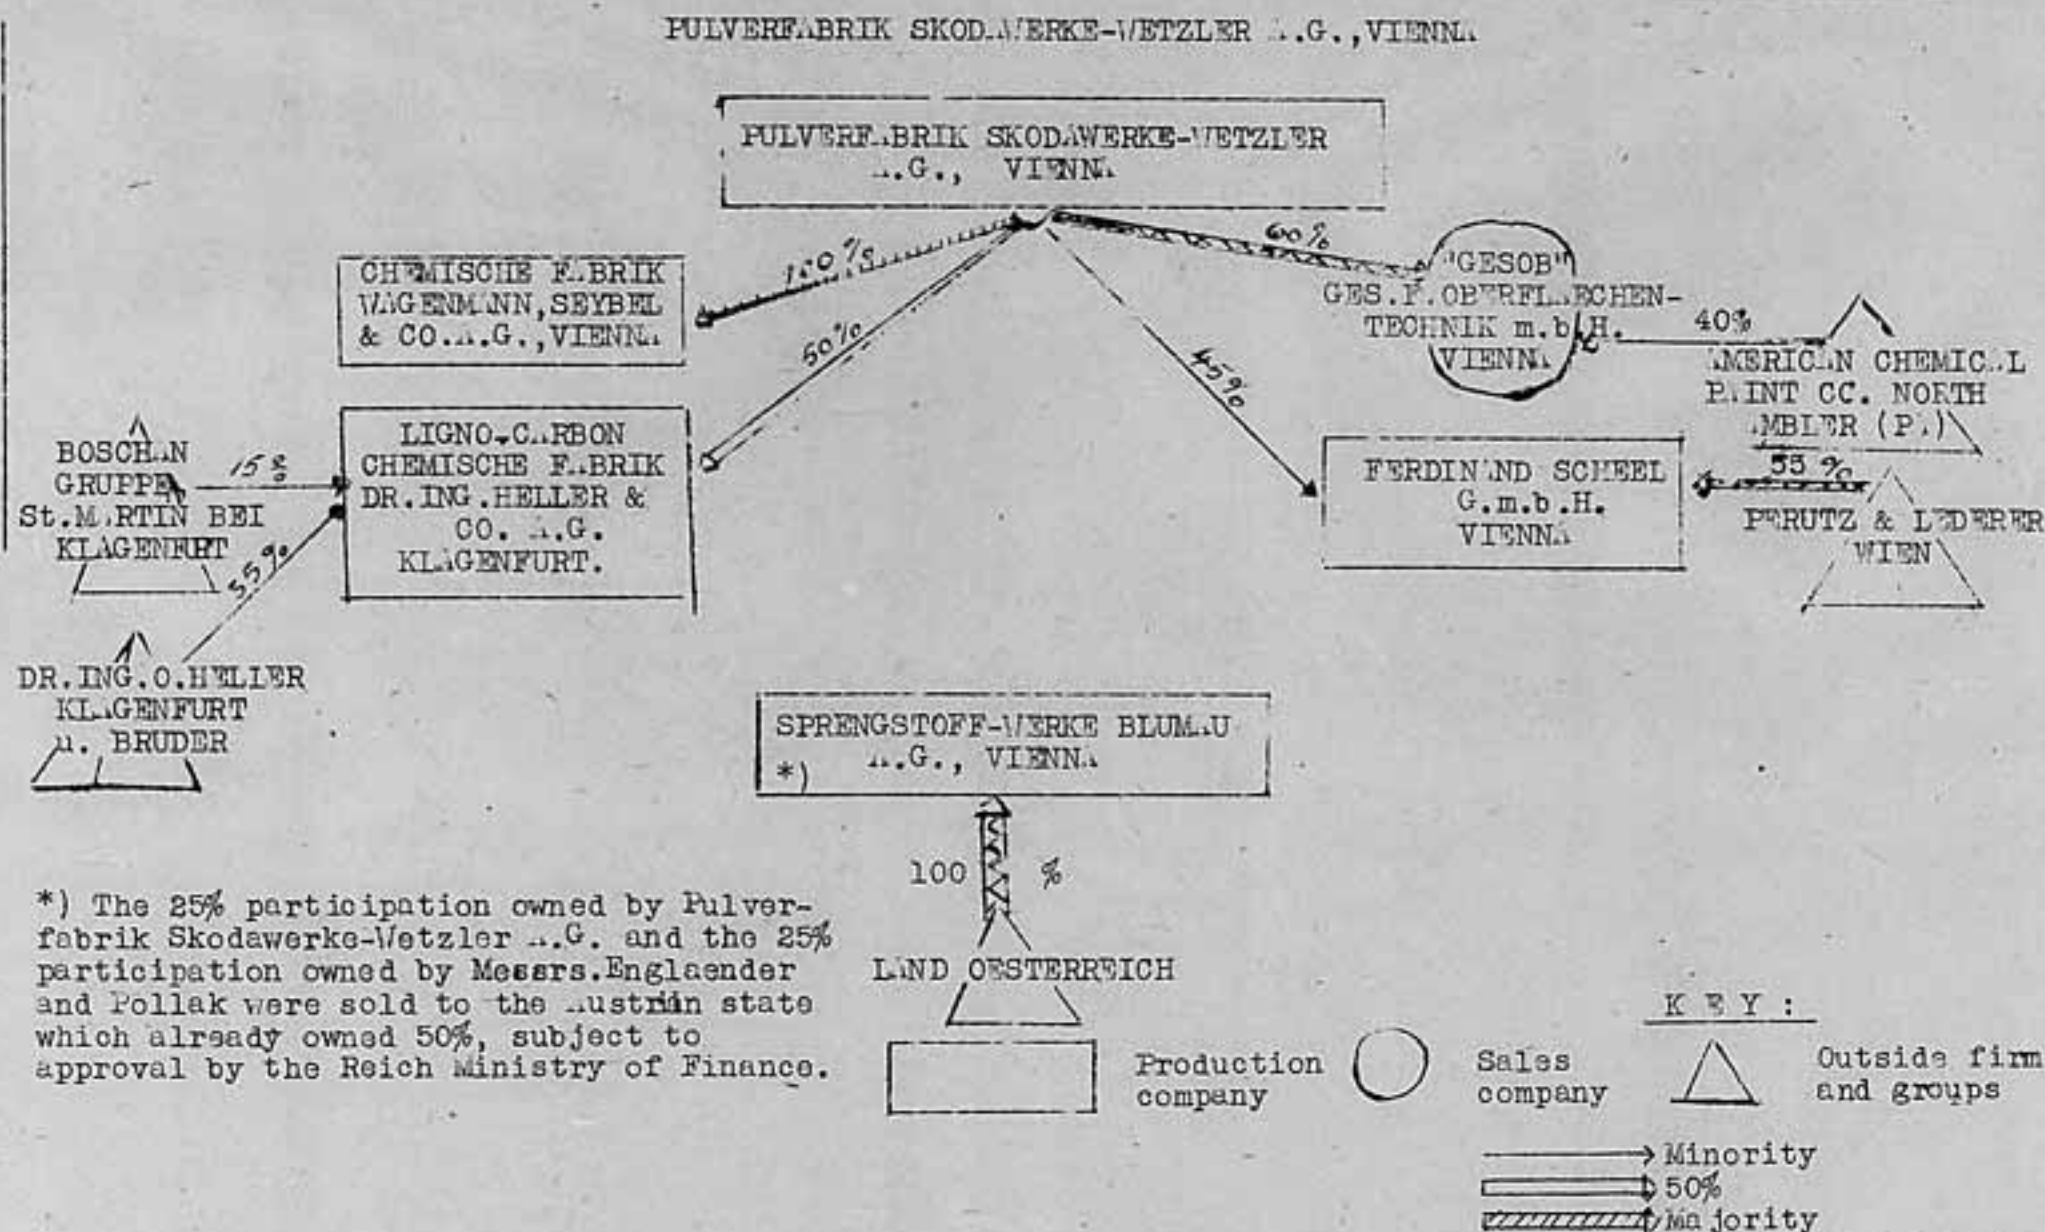 PULVERFABRIK SKODAWERKE-WETZLER A.G.,VIENNA
PULVERFABRIK SKODAWERKE-WETZLER
A.G., VIENNA
CHEMISCHE FABRIK
WAGENMANN,SEYBEL
& CO.A.G.,VIENNA
100%
60%
"GESOB"
GES.F.OBERFLAECHEN-
TECHNIK m.b.H.
VIENNA
40%
AMERICAN CHEMICAL
PAINT CC. NORTH
AMBLER (PA)
50%
45%
BOSCHAN
GRUPPE
St.MARTIN BEI
KLAGENFRT
15%
LIGNO-CARBON
CHEMISCHE FABRIK
DR.ING.HELLER &
CO. A.G.
KLAGENFURT.
FERDINAND SCHEEL
G.m.b.H.
VIENNA
55 %
PERUTZ & LEDERER
WIEN
DR.ING.O.HELLER
KLAGENFURT
u. BRUDER
SPRENGSTOFF-WERKE BLUMAU
*) A.G., VIENNA
100 %
LAND OESTERREICH
*) The 25% participation owned by Pulver-
fabrik Skodawerke-Wetzler A.G. and the 25%
participation owned by Messrs.Englaender
and Pollak were sold to the Austrian state
which already owned 50%, subject to
approval by the Reich Ministry of Finance.
K E Y :
Production
company
Sales
company
Outside firm
and groups
Minority
50%
Majority